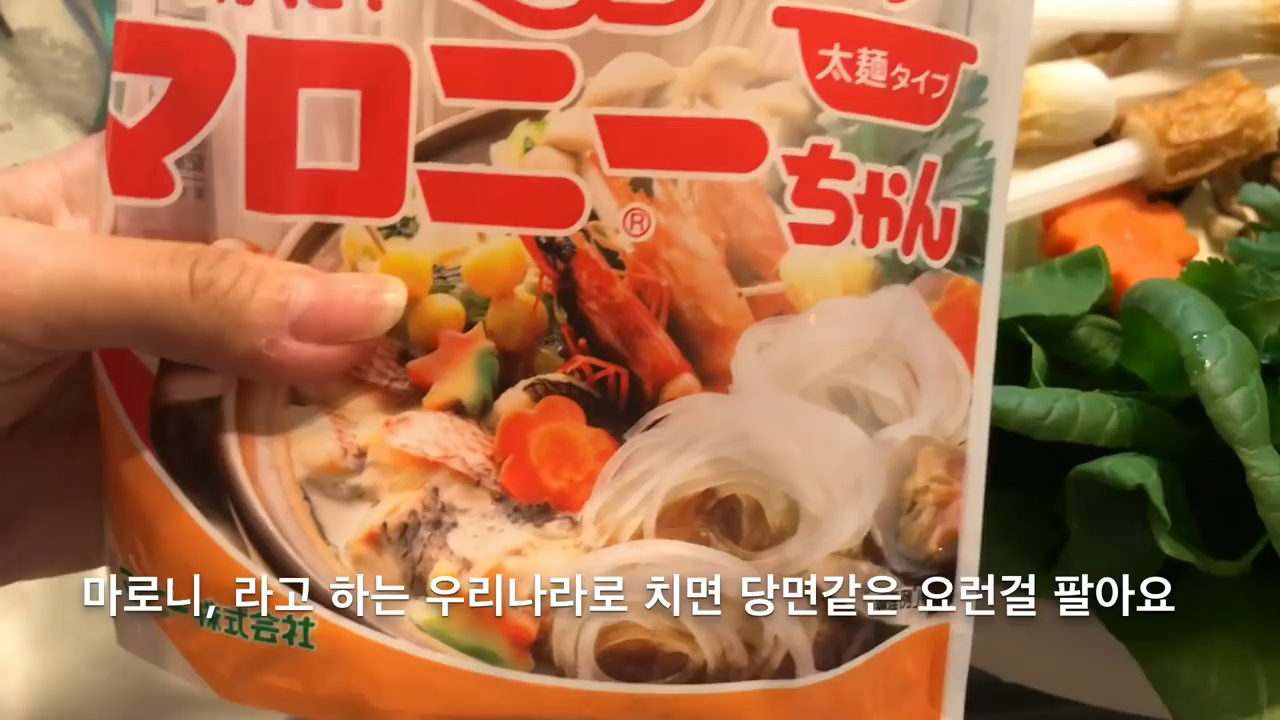 太麺タイプ
マロニー®
ちゃん
마로니, 라고 하는 우리나라로 치면 당면같은 요런걸 팔아요
株式会社